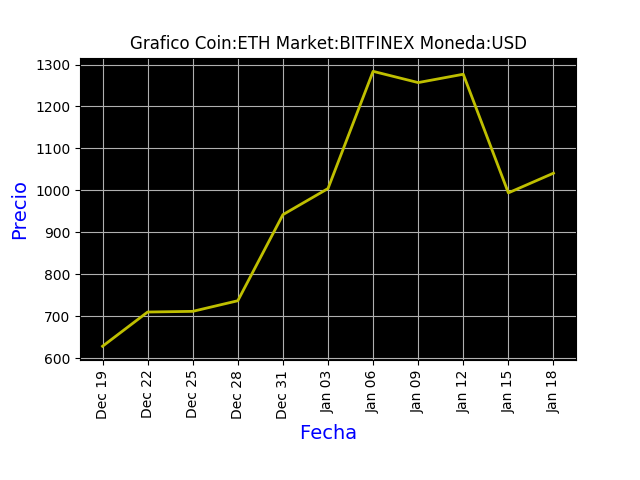 Grafico Coin:ETH Market:BITFINEX Moneda:USD
1300
1200
1100
1000
900
800
700
600
Precio
Dec 19
Dec 22
Dec 25
Dec 28
Dec 31
Jan 03
Jan 06
Jan 09
Jan 12
Jan 15
Jan 18
Fecha